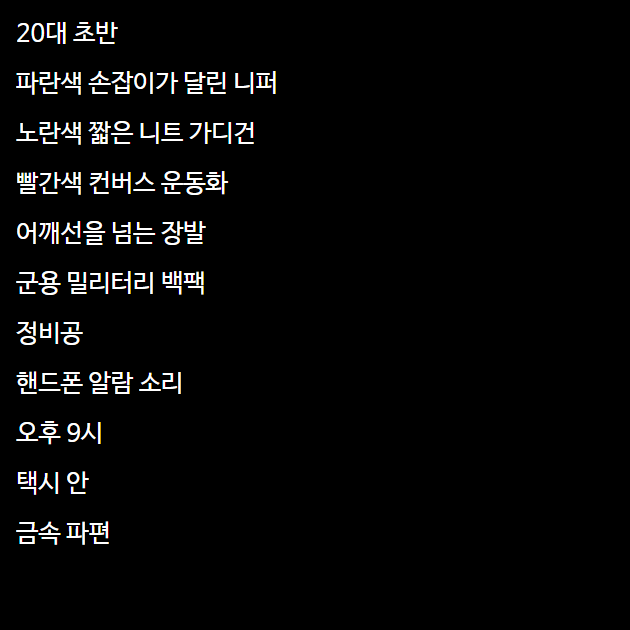 20대 초반
파란색 손잡이가 달린 니퍼
노란색 짧은 니트 가디건
빨간색 컨버스 운동화
어깨선을 넘는 장발
군용 밀리터리 백팩
정비공
핸드폰 알람 소리
오후 9시
택시 안
금속 파편